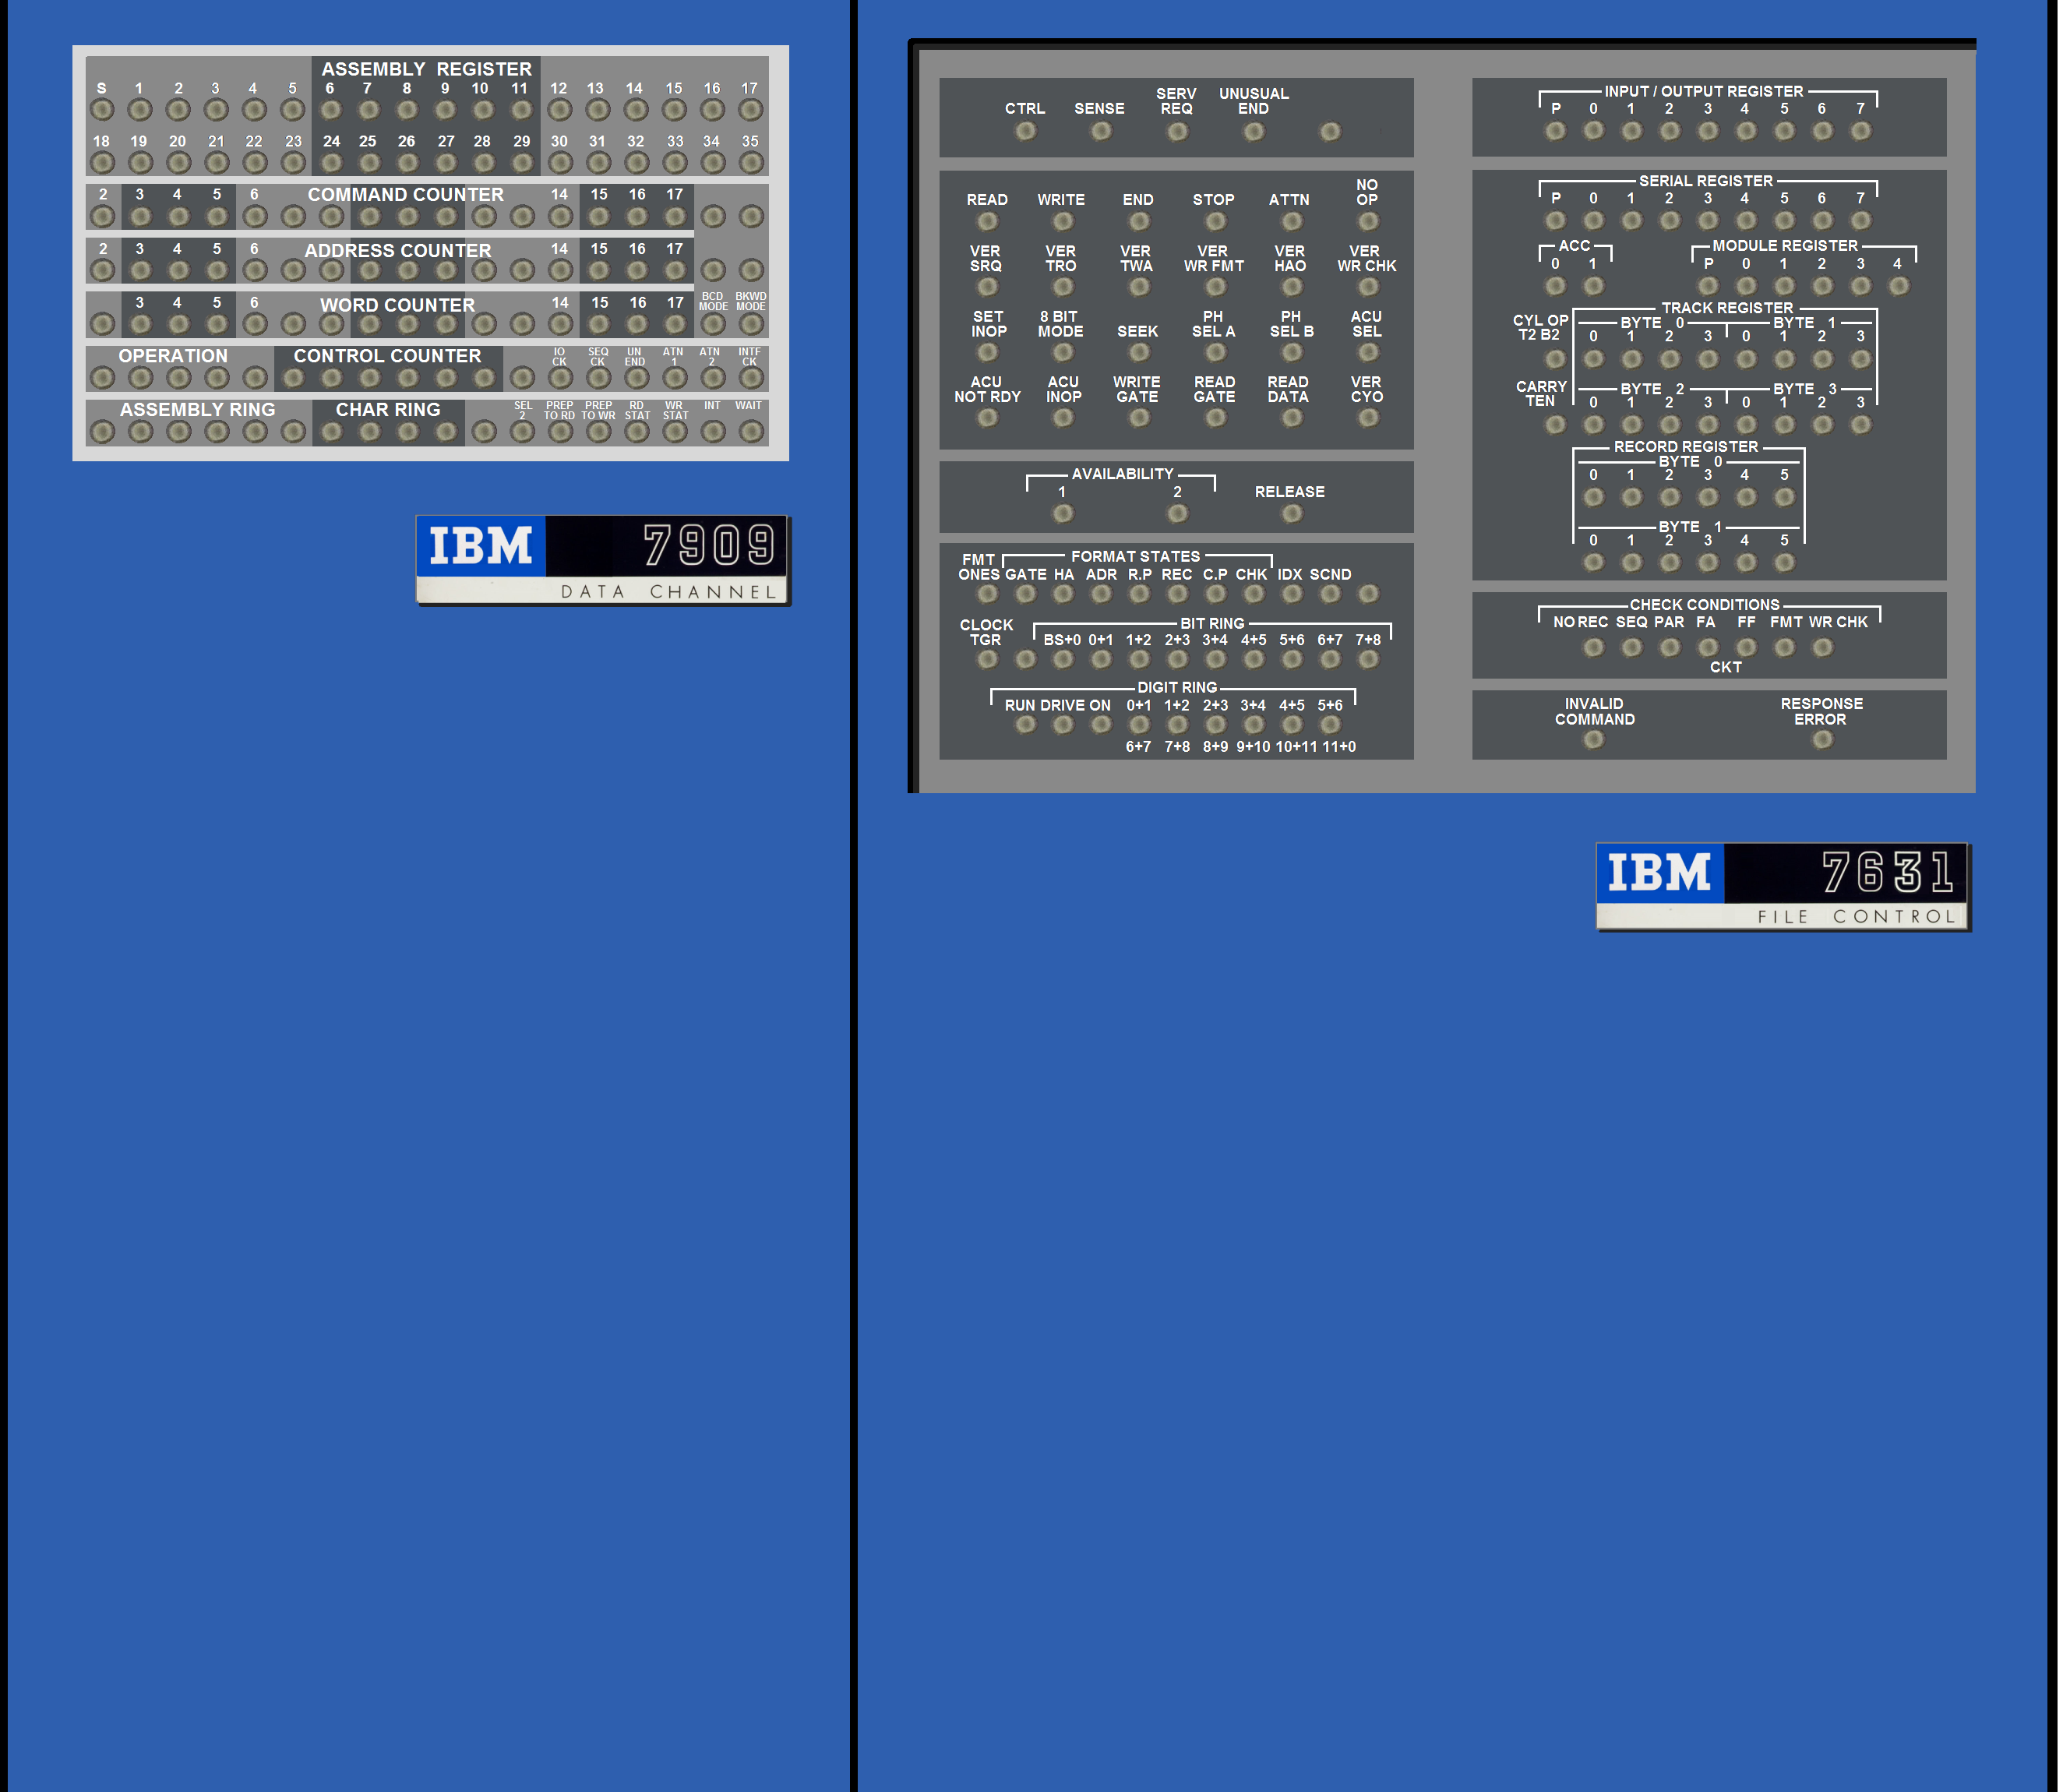 ASSEMBLY REGISTER
S 1 2 3 4 5 6 7 8 9 10 11 12 13 14 15 16 17
18 19 20 21 22 23 24 25 26 27 28 29 30 31 32 33 34 35
2 3 4 5 6 COMMAND COUNTER 14 15 16 17
2 3 4 5 6 ADDRESS COUNTER 14 15 16 17
3 4 5 6 WORD COUNTER 14 15 16 17 BCD MODE BKWD MODE
OPERATION CONTROL COUNTER IO CK SEQ CK UN END ATN 1 ATN 2 INTF CK
ASSEMBLY RING CHAR RING SEL 2 PREP TO RD PREP TO WR RD STAT WR STAT INT WAIT
IBM 7909
DATA CHANNEL
CTRL SENSE SERV REQ UNUSUAL END
READ WRITE END STOP ATTN NO OP
VER SRQ VER TRO VER TWA VER WR FMT VER HAO VER WR CHK
SET INOP 8 BIT MODE SEEK PH SEL A PH SEL B ACU SEL
ACU NOT RDY ACU INOP WRITE GATE READ GATE READ DATA VER CYO
AVAILABILITY
1 2 RELEASE
FORMAT STATES
FMT ONES GATE HA ADR R.P REC C.P CHK IDX SCND
BIT RING
CLOCK TGR BS+0 0+1 1+2 2+3 3+4 4+5 5+6 6+7 7+8
DIGIT RING
RUN DRIVE ON 0+1 1+2 2+3 3+4 4+5 5+6
6+7 7+8 8+9 9+10 10+11 11+0
INPUT / OUTPUT REGISTER
P 0 1 2 3 4 5 6 7
SERIAL REGISTER
P 0 1 2 3 4 5 6 7
ACC MODULE REGISTER
0 1 P 0 1 2 3 4
TRACK REGISTER
CYL OP T2 B2 BYTE 0 BYTE 1
0 1 2 3 0 1 2 3
CARRY TEN BYTE 2 BYTE 3
0 1 2 3 0 1 2 3
RECORD REGISTER
BYTE 0
0 1 2 3 4 5
BYTE 1
0 1 2 3 4 5
CHECK CONDITIONS
NO REC SEQ PAR FA FF FMT WR CHK
CKT
INVALID COMMAND RESPONSE ERROR
IBM 7631
FILE CONTROL